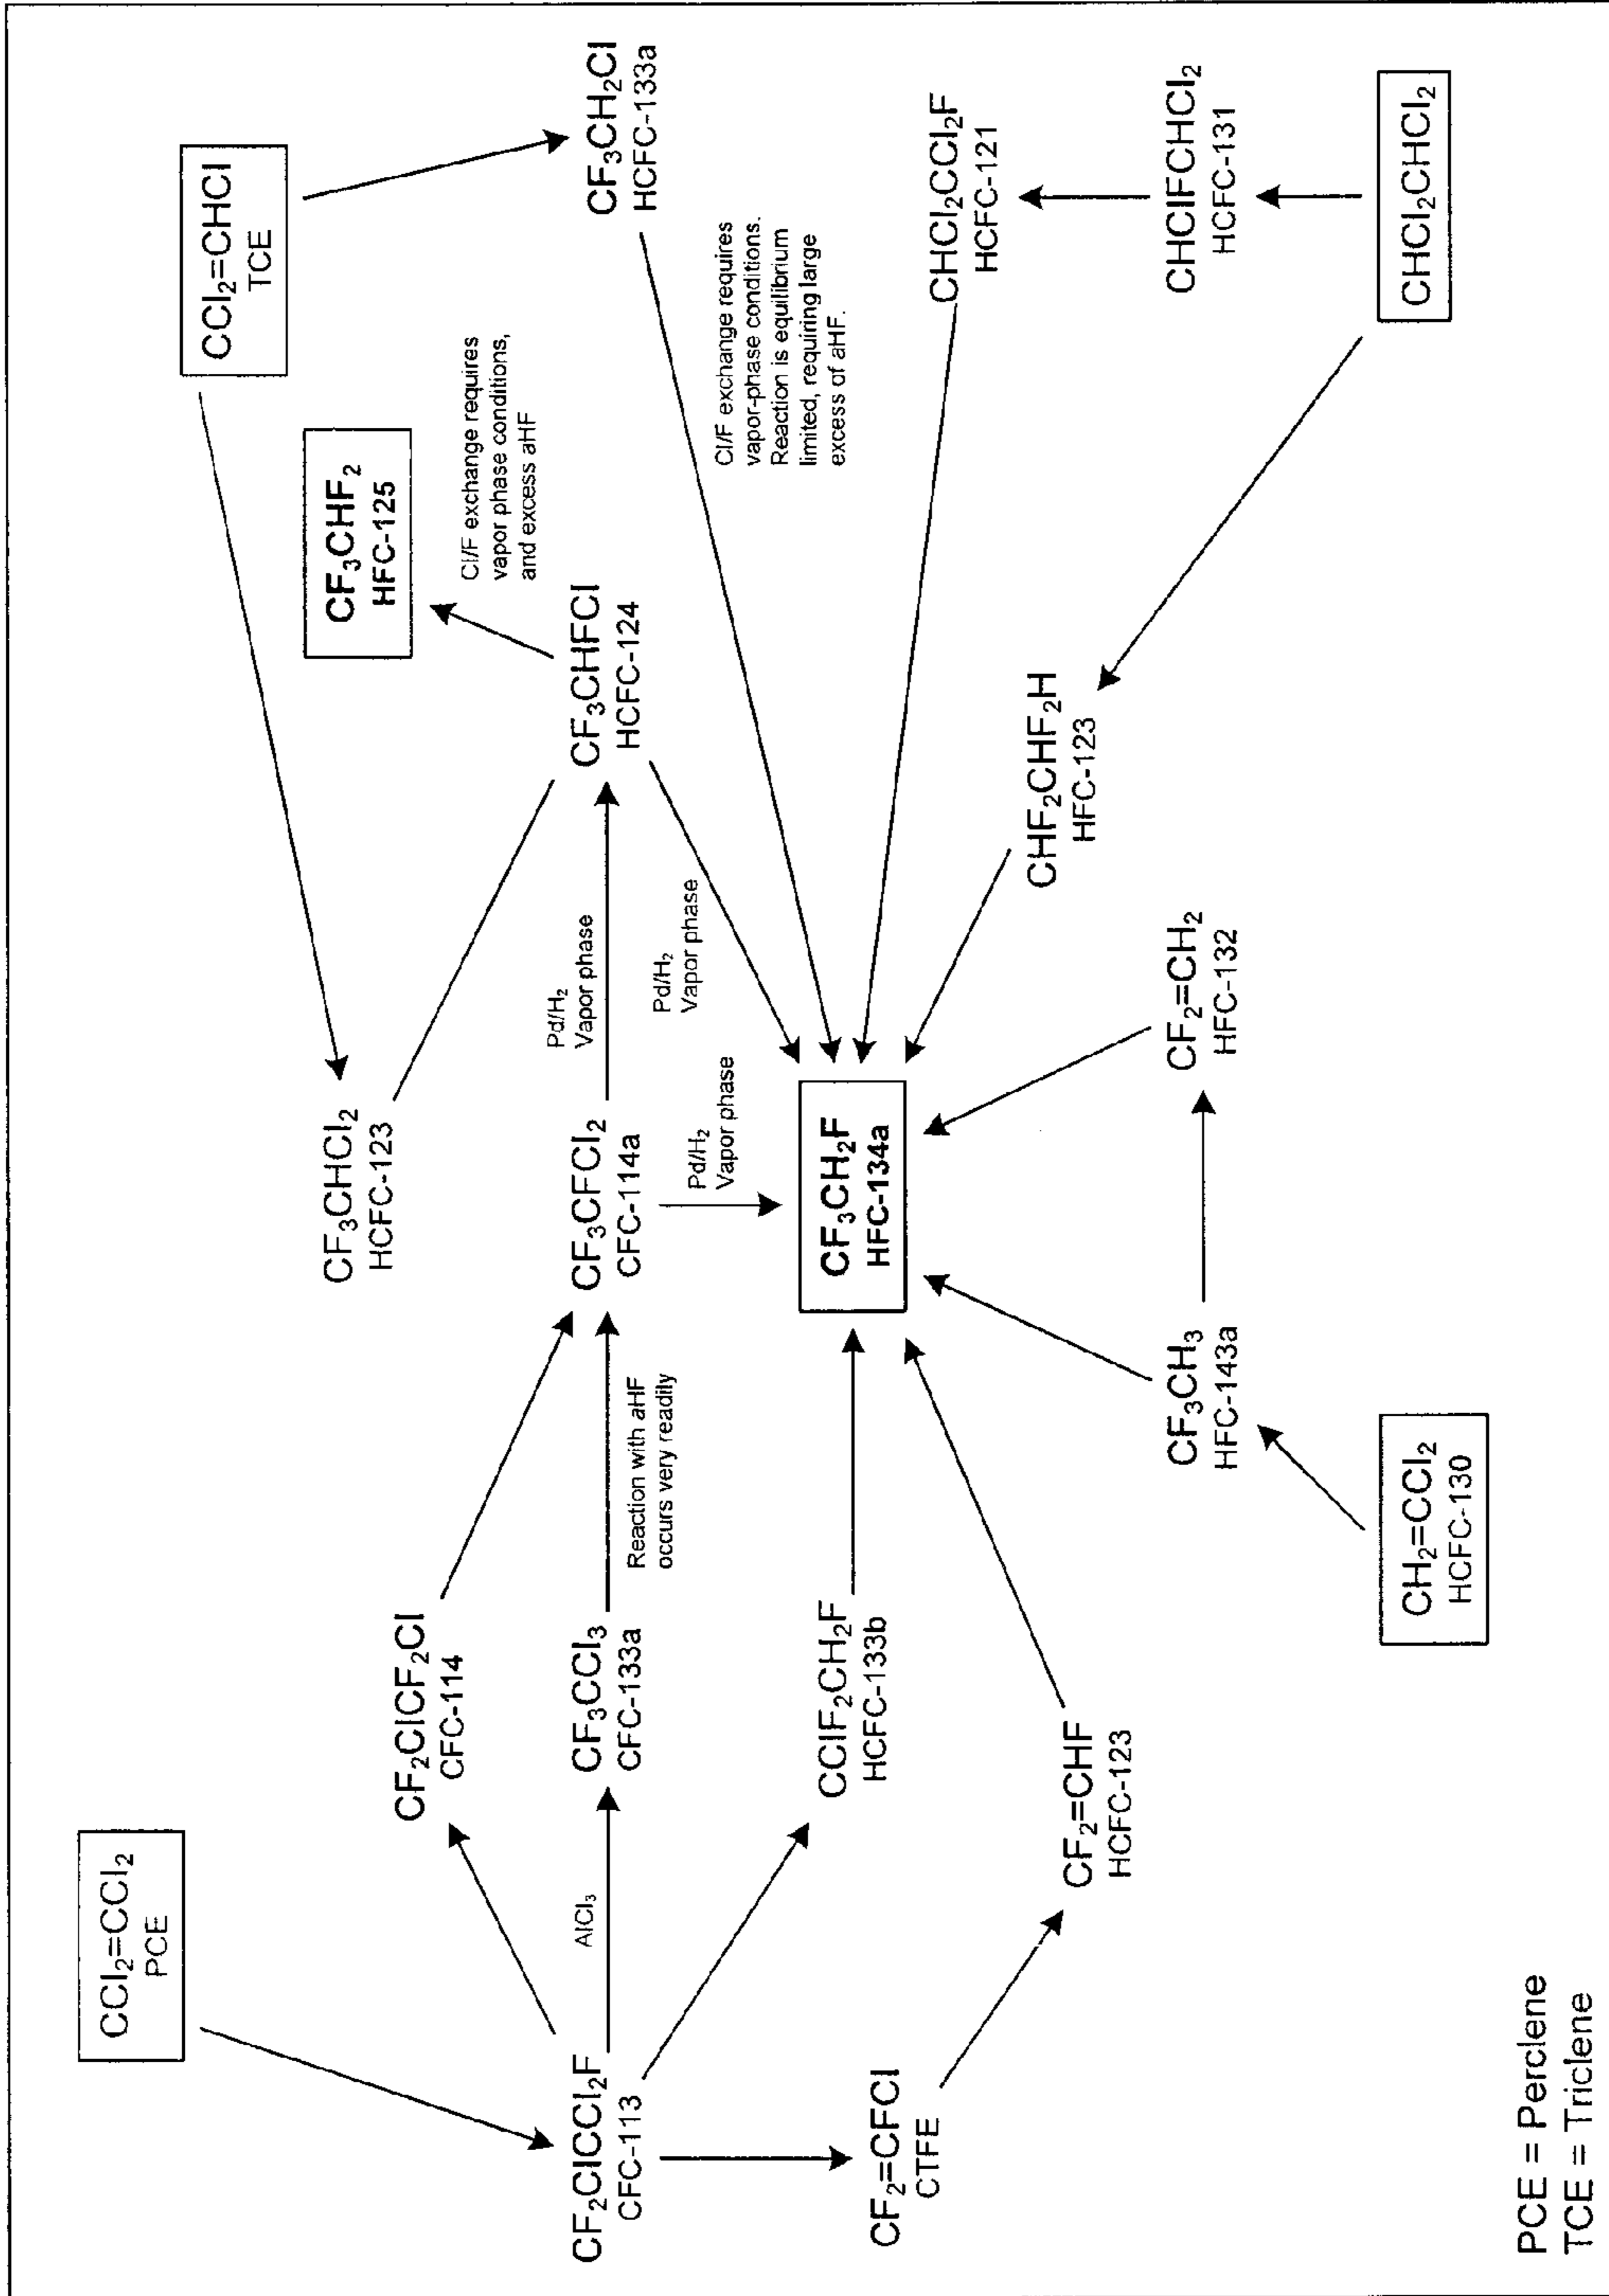 CCl₂=CCl₂
PCE
CCl₂=CHCl
TCE
CF₃CHCl₂
HCFC-123
CF₃CHF₂
HFC-125
Cl/F exchange requires
vapor phase conditions,
and excess aHF
CF₂ClCF₂Cl
CFC-114
CF₂ClCCl₂F
CFC-113
AlCl₃
CF₃CCl₃
CFC-133a
Reaction with aHF
occurs very readily
CF₃CFCl₂
CFC-114a
Pd/H₂
Vapor phase
CF₃CHFCl
HCFC-124
CF₃CH₂Cl
HCFC-133a
Pd/H₂
Vapor phase
Pd/H₂
Vapor phase
Cl/F exchange requires
vapor-phase conditions.
Reaction is equilibrium
limited, requiring large
excess of aHF.
CF₂=CFCl
CTFE
CClF₂CH₂F
HCFC-133b
CF₃CH₂F
HFC-134a
CHCl₂CCl₂F
HCFC-121
CF₂=CHF
HCFC-123
CHF₂CHF₂H
HFC-123
CF₃CH₃
HFC-143a
CF₂=CH₂
HFC-132
CHClFCHCl₂
HCFC-131
CH₂=CCl₂
HCFC-130
CHCl₂CHCl₂
PCE = Perclene
TCE = Triclene